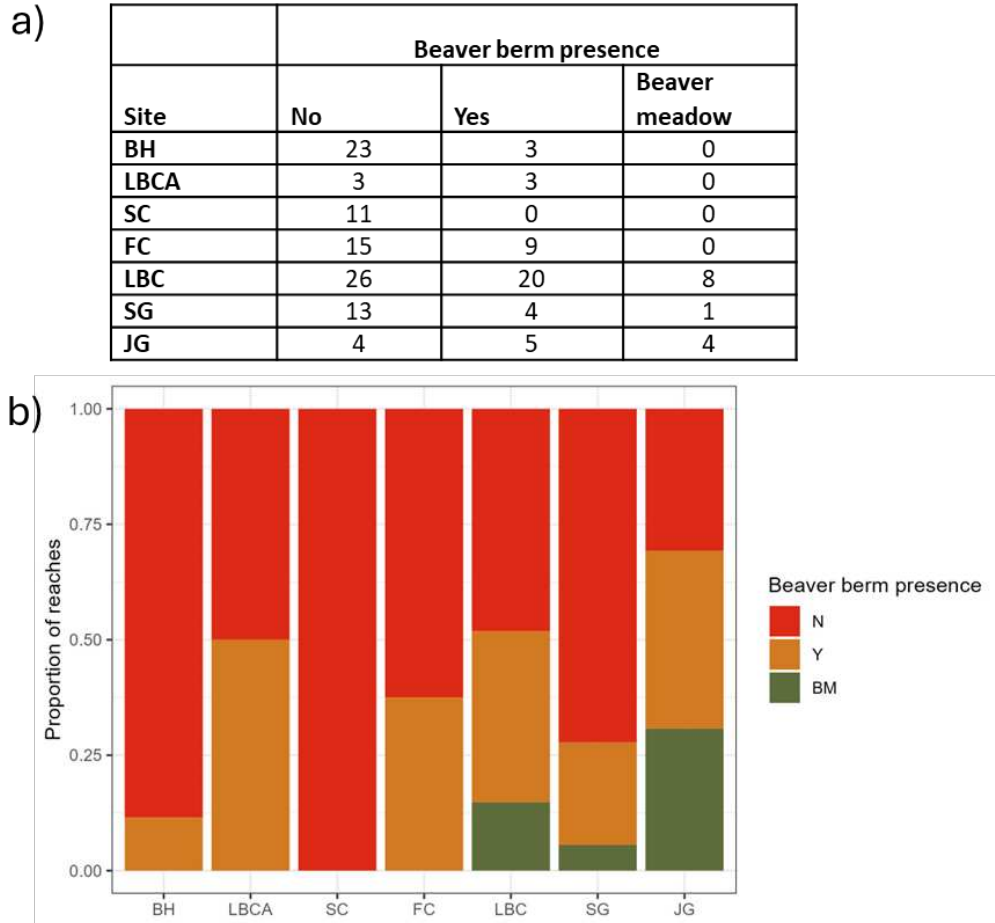 a)
Beaver berm presence
Site No Yes Beaver meadow
BH 23 3 0
LBCA 3 3 0
SC 11 0 0
FC 15 9 0
LBC 26 20 8
SG 13 4 1
JG 4 5 4
b)
1.00
0.75
0.50
0.25
0.00
Proportion of reaches
BH LBCA SC FC LBC SG JG
Beaver berm presence
N
Y
BM